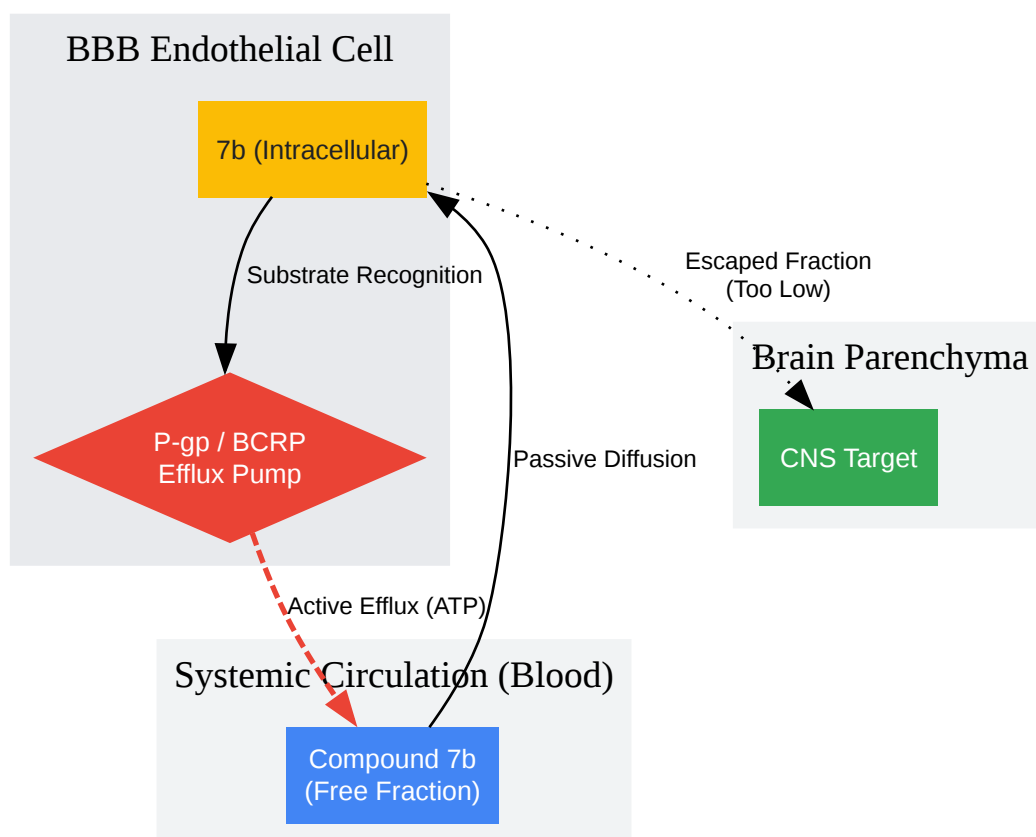 BBB Endothelial Cell
7b (Intracellular)
Substrate Recognition
Escaped Fraction
(Too Low)
Brain Parenchyma
CNS Target
P-gp / BCRP
Efflux Pump
Passive Diffusion
Active Efflux (ATP)
Systemic Circulation (Blood)
Compound 7b
(Free Fraction)